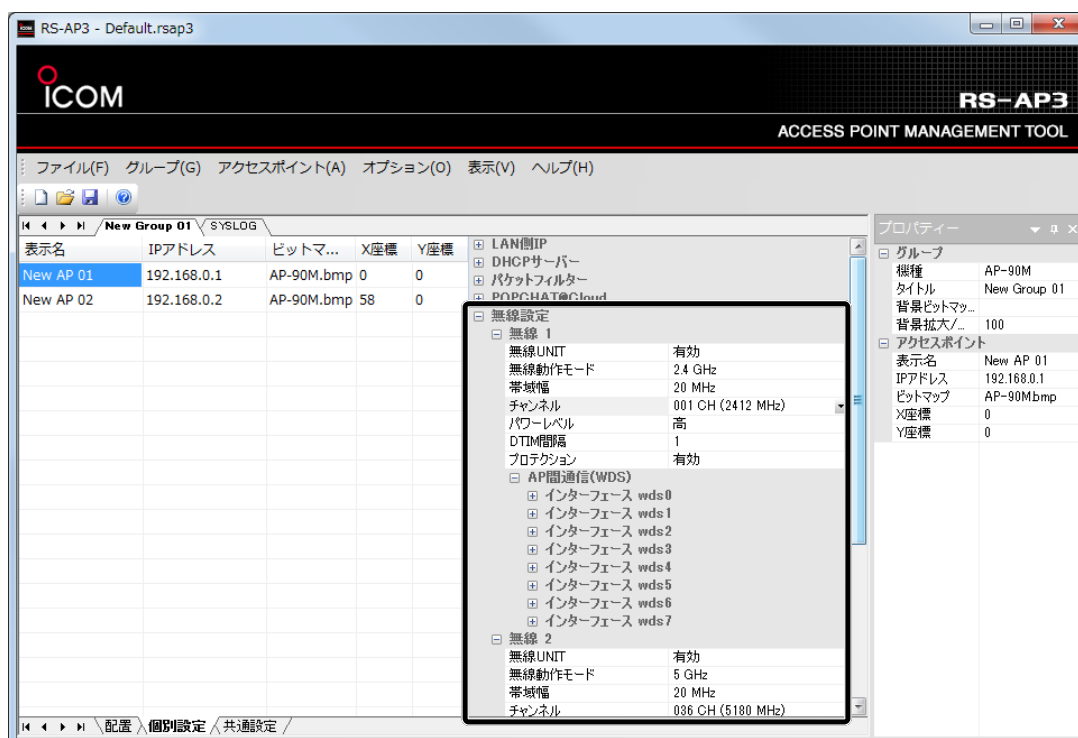 RS-AP3 - Default.rsap3
ICOM
RS-AP3
ACCESS POINT MANAGEMENT TOOL
ファイル(F) グループ(G) アクセスポイント(A) オプション(O) 表示(V) ヘルプ(H)
New Group 01 SYSLOG
表示名 IPアドレス ビットマ... X座標 Y座標
New AP 01 192.168.0.1 AP-90M.bmp 0 0
New AP 02 192.168.0.2 AP-90M.bmp 58 0
LAN側IP
DHCPサーバー
パケットフィルター
POPCHAT@Cloud
無線設定
無線 1
無線UNIT 有効
無線動作モード 2.4 GHz
帯域幅 20 MHz
チャンネル 001 CH (2412 MHz)
パワーレベル 高
DTIM間隔 1
プロテクション 有効
AP間通信(WDS)
インターフェース wds0
インターフェース wds1
インターフェース wds2
インターフェース wds3
インターフェース wds4
インターフェース wds5
インターフェース wds6
インターフェース wds7
無線 2
無線UNIT 有効
無線動作モード 5 GHz
帯域幅 20 MHz
チャンネル 036 CH (5180 MHz)
プロパティー
グループ
機種 AP-90M
タイトル New Group 01
背景ビットマッ...
背景拡大/... 100
アクセスポイント
表示名 New AP 01
IPアドレス 192.168.0.1
ビットマップ AP-90M.bmp
X座標 0
Y座標 0
配置 個別設定 共通設定